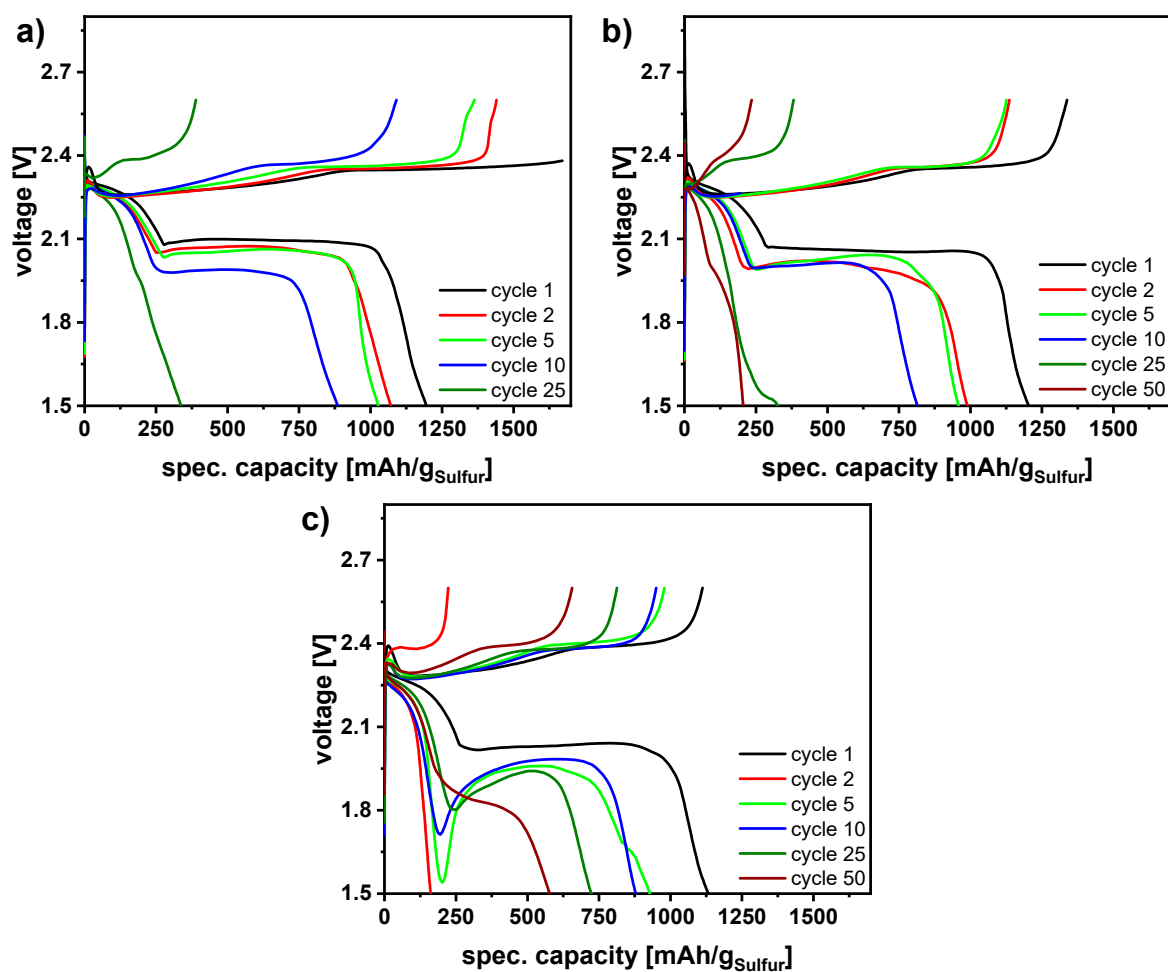 a)
2.7
2.4
2.1
1.8
1.5
voltage [V]
cycle 1
cycle 2
cycle 5
cycle 10
cycle 25
0 250 500 750 1000 1250 1500
spec. capacity [mAh/gSulfur]
b)
2.7
2.4
2.1
1.8
1.5
voltage [V]
cycle 1
cycle 2
cycle 5
cycle 10
cycle 25
cycle 50
0 250 500 750 1000 1250 1500
spec. capacity [mAh/gSulfur]
c)
2.7
2.4
2.1
1.8
1.5
voltage [V]
cycle 1
cycle 2
cycle 5
cycle 10
cycle 25
cycle 50
0 250 500 750 1000 1250 1500
spec. capacity [mAh/gSulfur]